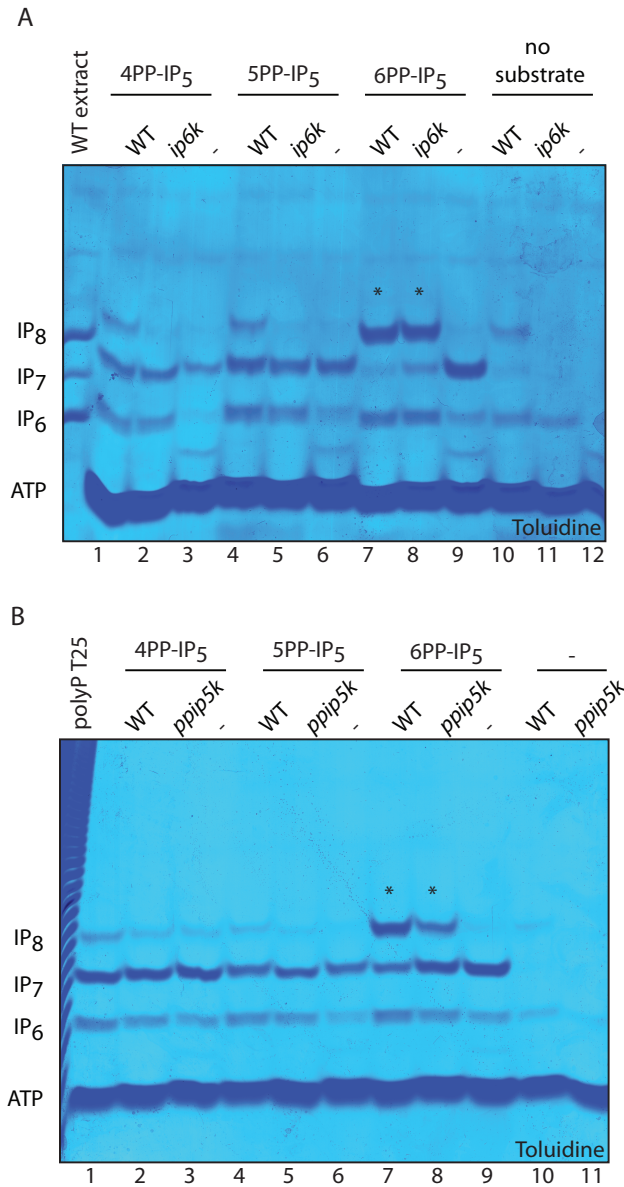 A
WT extract
4PP-IP5
5PP-IP5
6PP-IP5
no substrate
WT ip6k - WT ip6k - WT ip6k - WT ip6k -
* *
IP8
IP7
IP6
ATP
Toluidine
1 2 3 4 5 6 7 8 9 10 11 12
B
polyP T25
4PP-IP5
5PP-IP5
6PP-IP5
-
WT ppip5k - WT ppip5k - WT ppip5k - WT ppip5k
* *
IP8
IP7
IP6
ATP
Toluidine
1 2 3 4 5 6 7 8 9 10 11